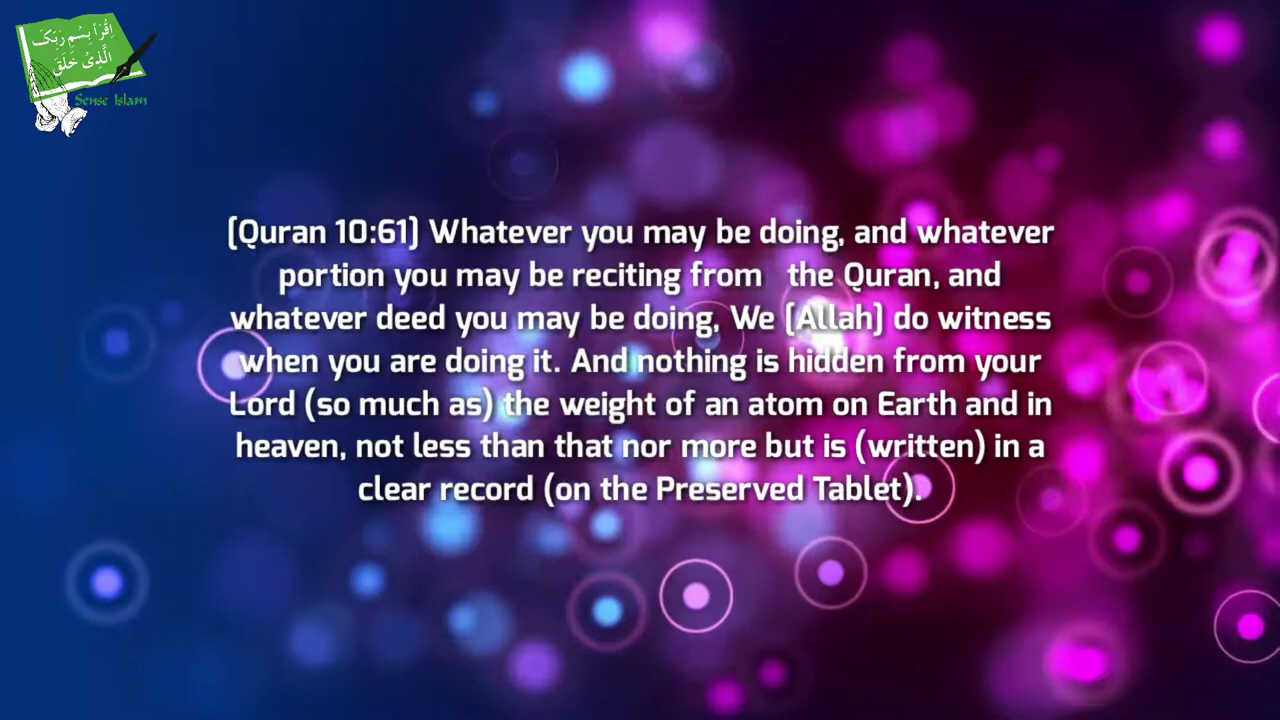 اِقْرَأْ بِسْمِ رَبِّكَ
الَّذِیْ خَلَقَ
Sense Islam
(Quran 10:61) Whatever you may be doing, and whatever
portion you may be reciting from the Quran, and
whatever deed you may be doing, We (Allah) do witness
when you are doing it. And nothing is hidden from your
Lord (so much as) the weight of an atom on Earth and in
heaven, not less than that nor more but is (written) in a
clear record (on the Preserved Tablet).